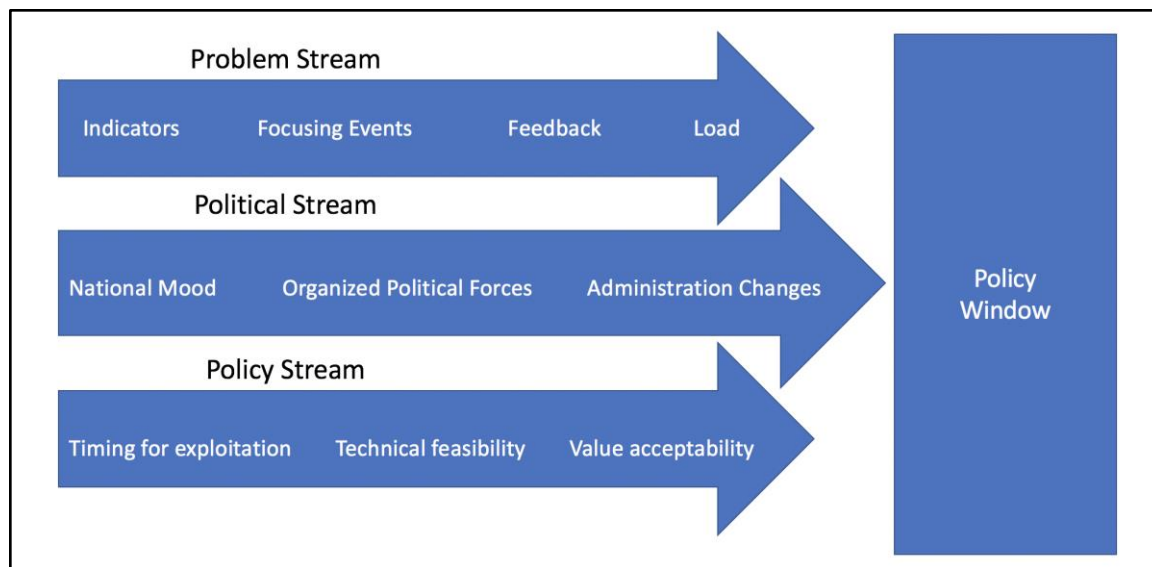 Problem Stream
Indicators Focusing Events Feedback Load
Political Stream
National Mood Organized Political Forces Administration Changes
Policy Stream
Timing for exploitation Technical feasibility Value acceptability
Policy
Window